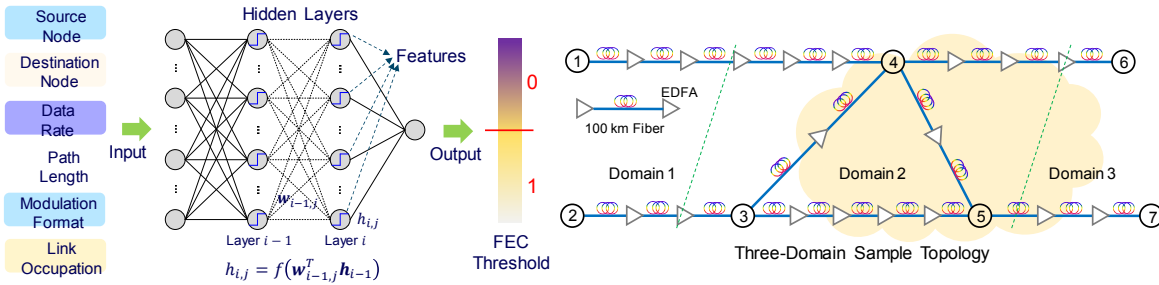 Source
Node
Destination
Node
Data
Rate
Path
Length
Modulation
Format
Link
Occupation
Input
Hidden Layers
⋮ ⋮ ⋮
⋮ ⋮ ⋮
⋮ ⋮ ⋮
Features
w_{i−1,j}
h_{i,j}
Layer i − 1
Layer i
h_{i,j} = f(w^T_{i−1,j} h_{i−1})
Output
0
1
FEC
Threshold
1
4
6
EDFA
100 km Fiber
Domain 1
Domain 2
Domain 3
2
3
5
7
Three-Domain Sample Topology